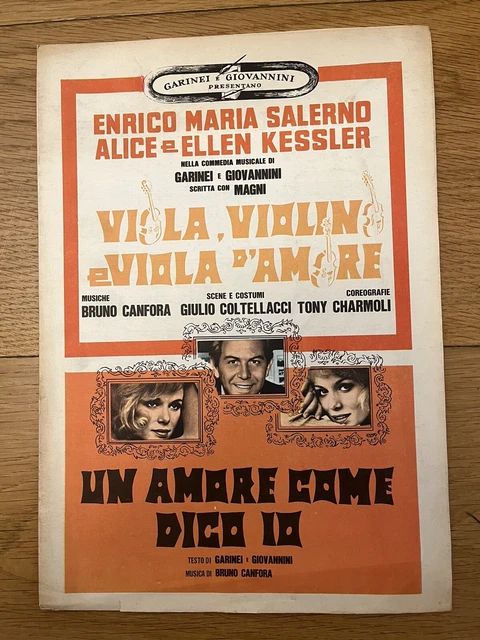 GARINEI E GIOVANNINI
PRESENTANO
ENRICO MARIA SALERNO
ALICE e ELLEN KESSLER
NELLA COMMEDIA MUSICALE DI
GARINEI E GIOVANNINI
SCRITTA CON MAGNI
VIOLA, VIOLINO
e VIOLA D'AMORE
MUSICHE
BRUNO CANFORA
SCENE E COSTUMI
GIULIO COLTELLACCI
COREOGRAFIE
TONY CHARMOLI
UN AMORE COME
DICO IO
TESTO DI GARINEI E GIOVANNINI
MUSICA DI BRUNO CANFORA